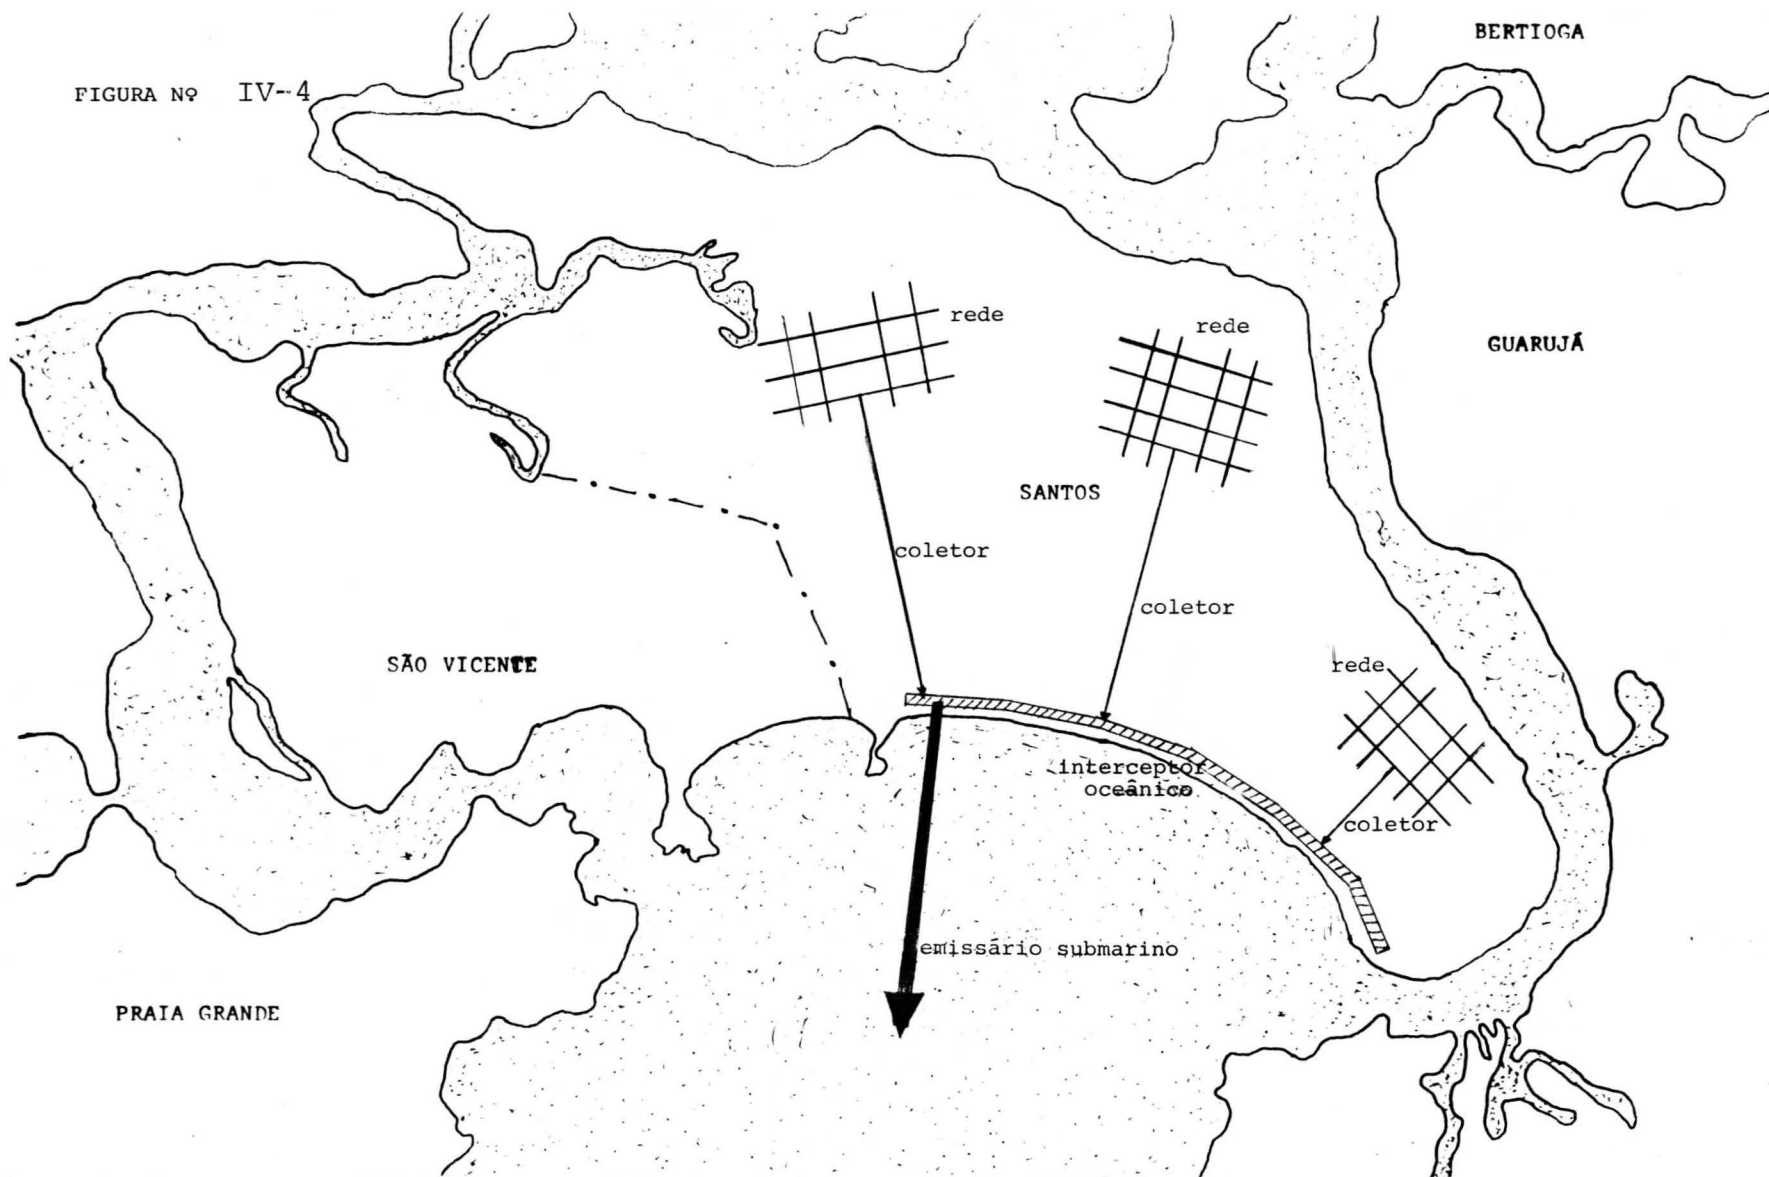 BERTIOGA
FIGURA Nº IV-4
rede
rede
GUARUJÁ
SANTOS
coletor
coletor
SÃO VICENTE
rede
interceptor
oceânico
coletor
emissário submarino
PRAIA GRANDE